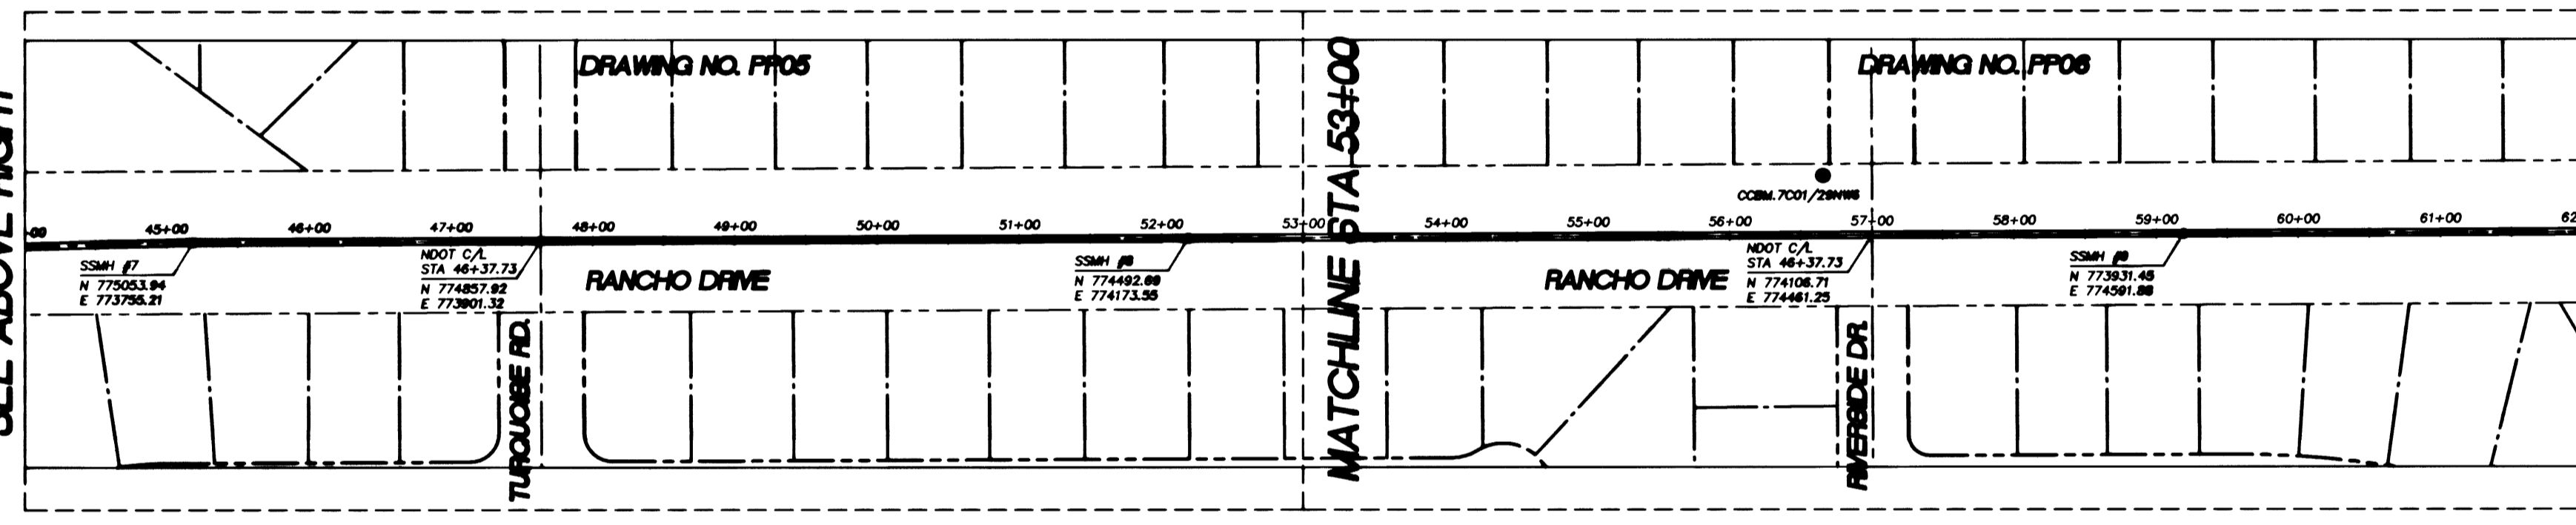 SEE ABOVE RIGHT
DRAWING NO. PP05
MATCHLINE STA 53+00
DRAWING NO. PP06
CCBM.7C01/29NW6
+00
45+00
46+00
47+00
48+00
49+00
50+00
51+00
52+00
53+00
54+00
55+00
56+00
57+00
58+00
59+00
60+00
61+00
62
SSMH #7
N 775053.94
E 773755.21
NDOT C/L
STA 46+37.73
N 774857.92
E 773901.32
RANCHO DRIVE
SSMH #8
N 774492.69
E 774173.55
RANCHO DRIVE
NDOT C/L
STA 46+37.73
N 774106.71
E 774461.25
SSMH #9
N 773931.45
E 774591.88
TURQUOISE RD.
RIVERSIDE DR.